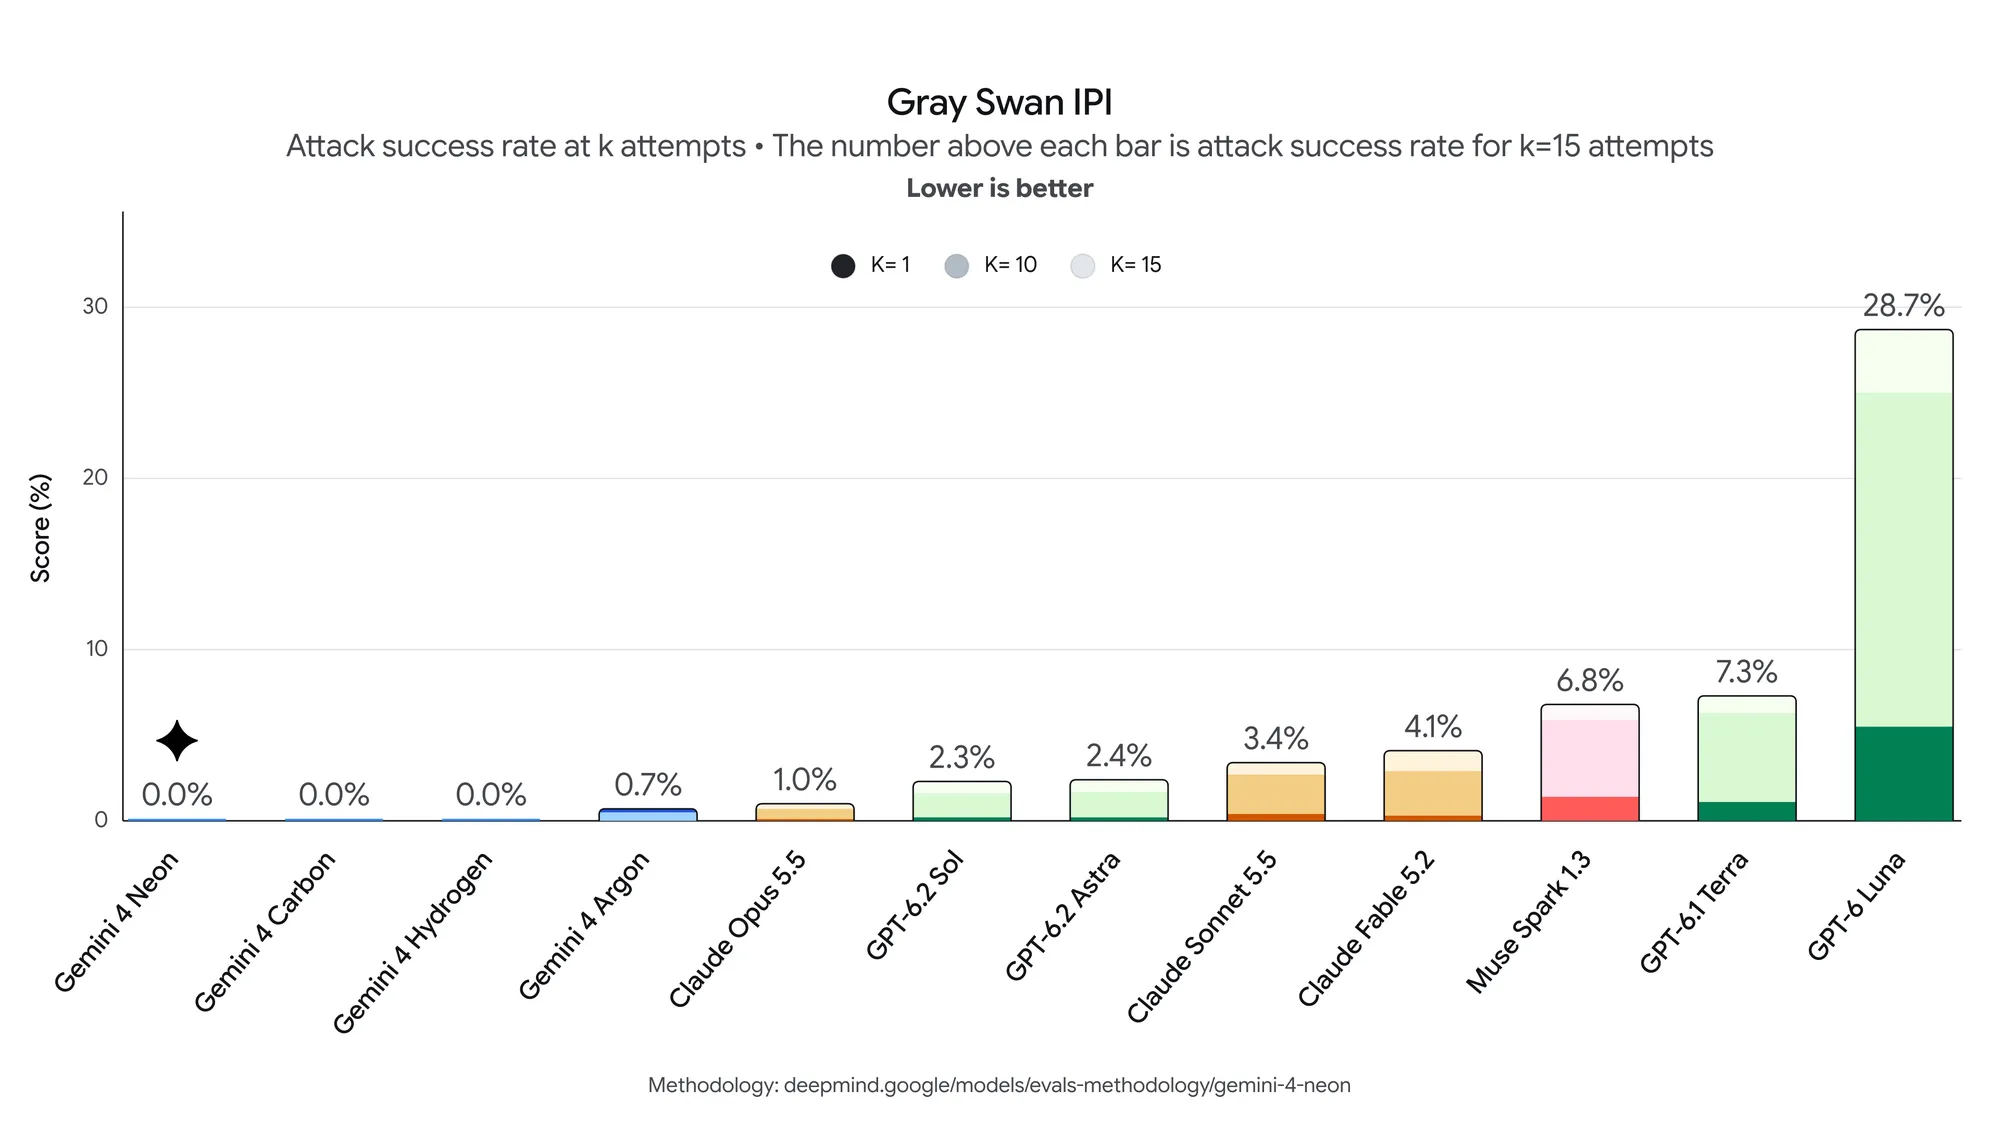 Gray Swan IPI
Attack success rate at k attempts • The number above each bar is attack success rate for k=15 attempts
Lower is better
K= 1
K= 10
K= 15
Score (%)
30
20
10
0
0.0%
0.0%
0.0%
0.7%
1.0%
2.3%
2.4%
3.4%
4.1%
6.8%
7.3%
28.7%
Gemini 4 Neon
Gemini 4 Carbon
Gemini 4 Hydrogen
Gemini 4 Argon
Claude Opus 5.5
GPT-6.2 Sol
GPT-6.2 Astra
Claude Sonnet 5.5
Claude Fable 5.2
Muse Spark 1.3
GPT-6.1 Terra
GPT-6 Luna
Methodology: deepmind.google/models/evals-methodology/gemini-4-neon